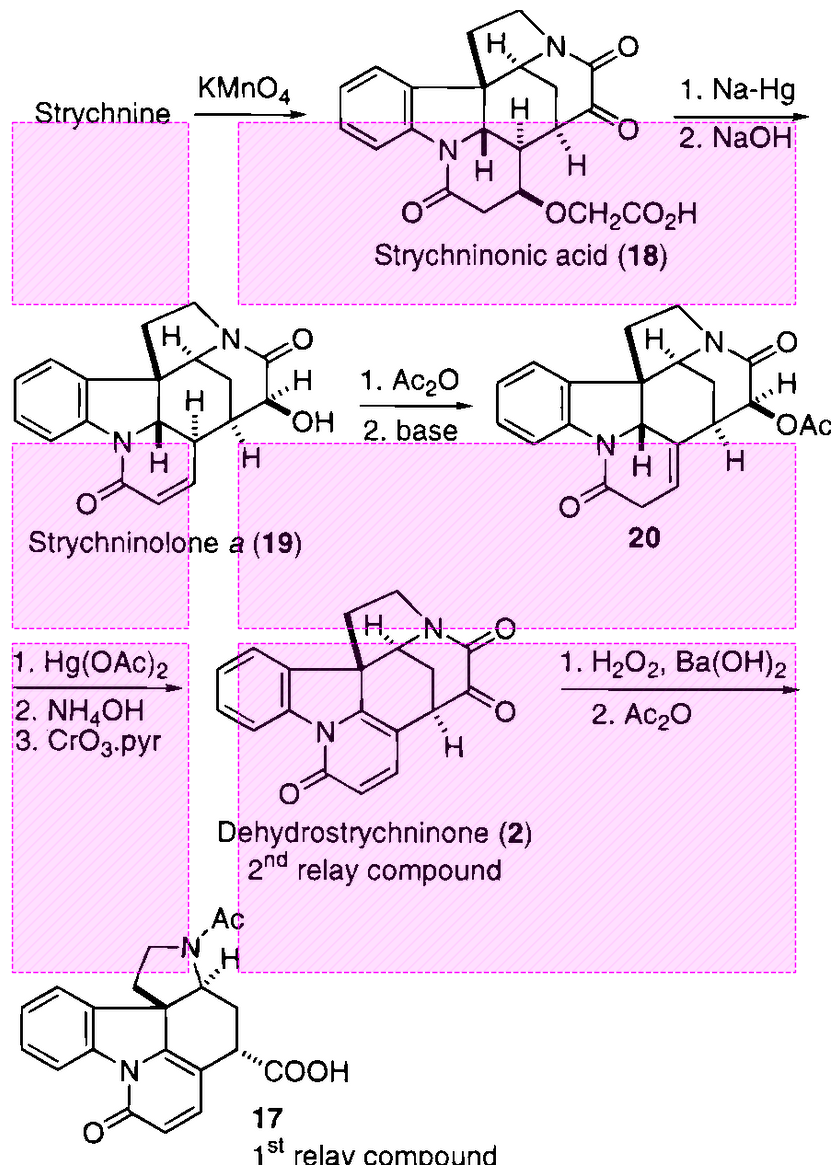 Strychnine
KMnO4
H
N
O
O
H
H
N
H
O
OCH2CO2H
1. Na-Hg
2. NaOH
Strychninonic acid (18)
H
N
O
H
H
OH
N
H
H
O
Strychninolone a (19)
1. Ac2O
2. base
H
N
O
H
OAc
N
H
H
O
20
1. Hg(OAc)2
2. NH4OH
3. CrO3.pyr
H
N
O
O
N
H
O
Dehydrostrychninone (2)
2nd relay compound
1. H2O2, Ba(OH)2
2. Ac2O
Ac
N
H
N
COOH
O
17
1st relay compound